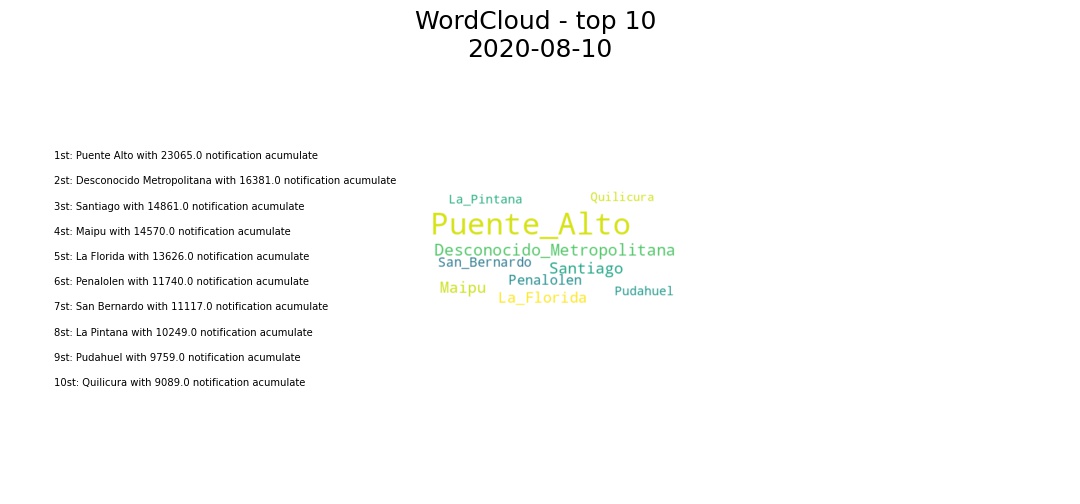 WordCloud - top 10
2020-08-10
1st: Puente Alto with 23065.0 notification acumulate
2st: Desconocido Metropolitana with 16381.0 notification acumulate
3st: Santiago with 14861.0 notification acumulate
4st: Maipu with 14570.0 notification acumulate
5st: La Florida with 13626.0 notification acumulate
6st: Penalolen with 11740.0 notification acumulate
7st: San Bernardo with 11117.0 notification acumulate
8st: La Pintana with 10249.0 notification acumulate
9st: Pudahuel with 9759.0 notification acumulate
10st: Quilicura with 9089.0 notification acumulate
La_Pintana
Quilicura
Puente_Alto
Desconocido_Metropolitana
San_Bernardo
Santiago
Penalolen
Maipu
Pudahuel
La_Florida